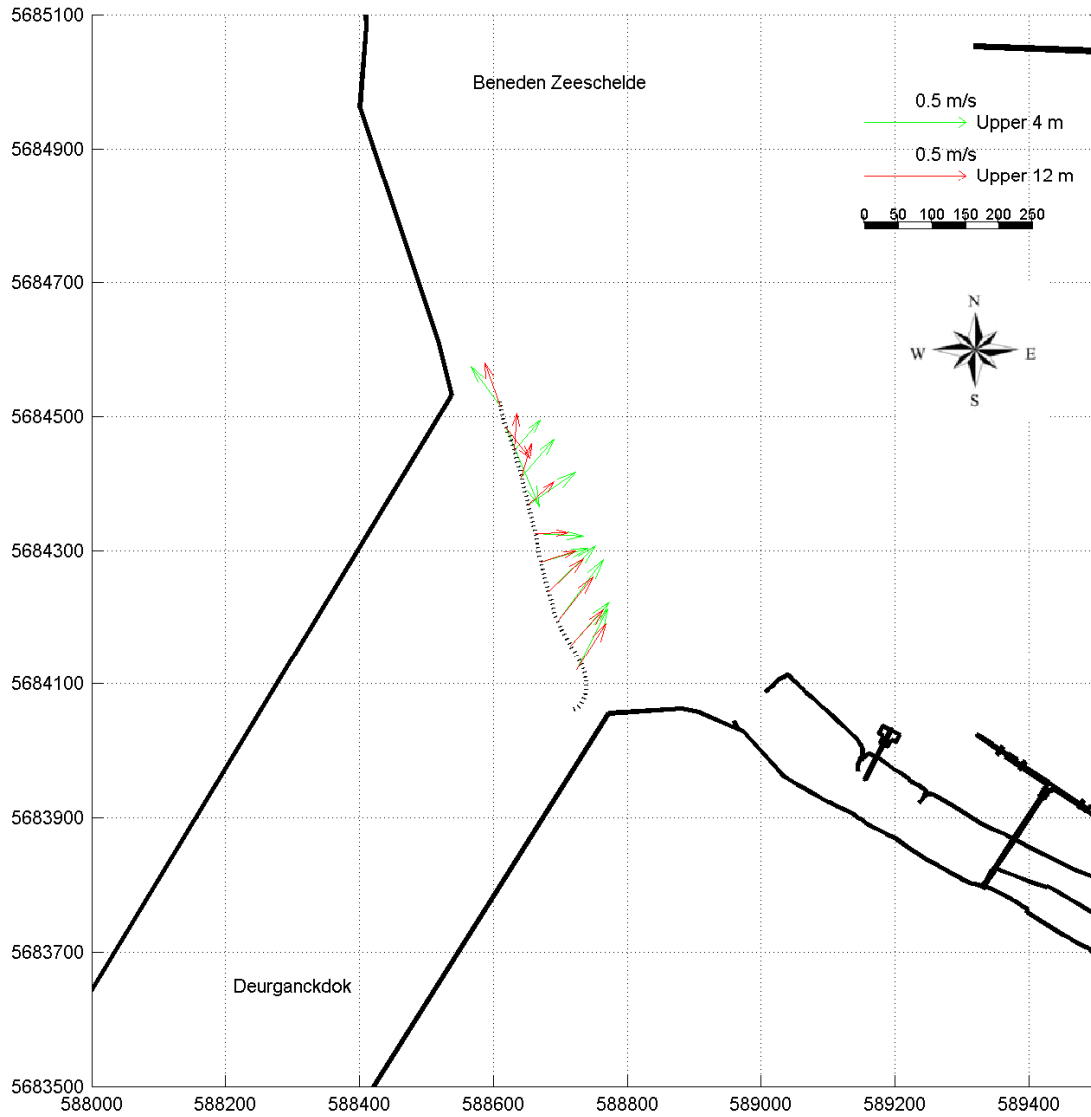 5685100
Beneden Zeeschelde
0.5 m/s
Upper 4 m
5684900
0.5 m/s
Upper 12 m
0 50 100 150 200 250
5684700
N
W E
S
5684500
5684300
5684100
5683900
5683700
Deurganckdok
5683500
588000 588200 588400 588600 588800 589000 589200 589400